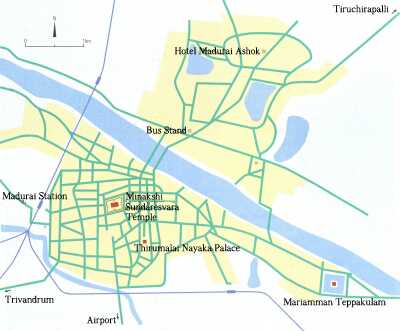 Tiruchirapalli
N
1km
Hotel Madurai Ashok
Bus Stand
Madurai Station
Minakshi
Sundaresvara
Temple
Thirumalai Nayaka Palace
Trivandrum
Airport
Mariamman Teppakulam